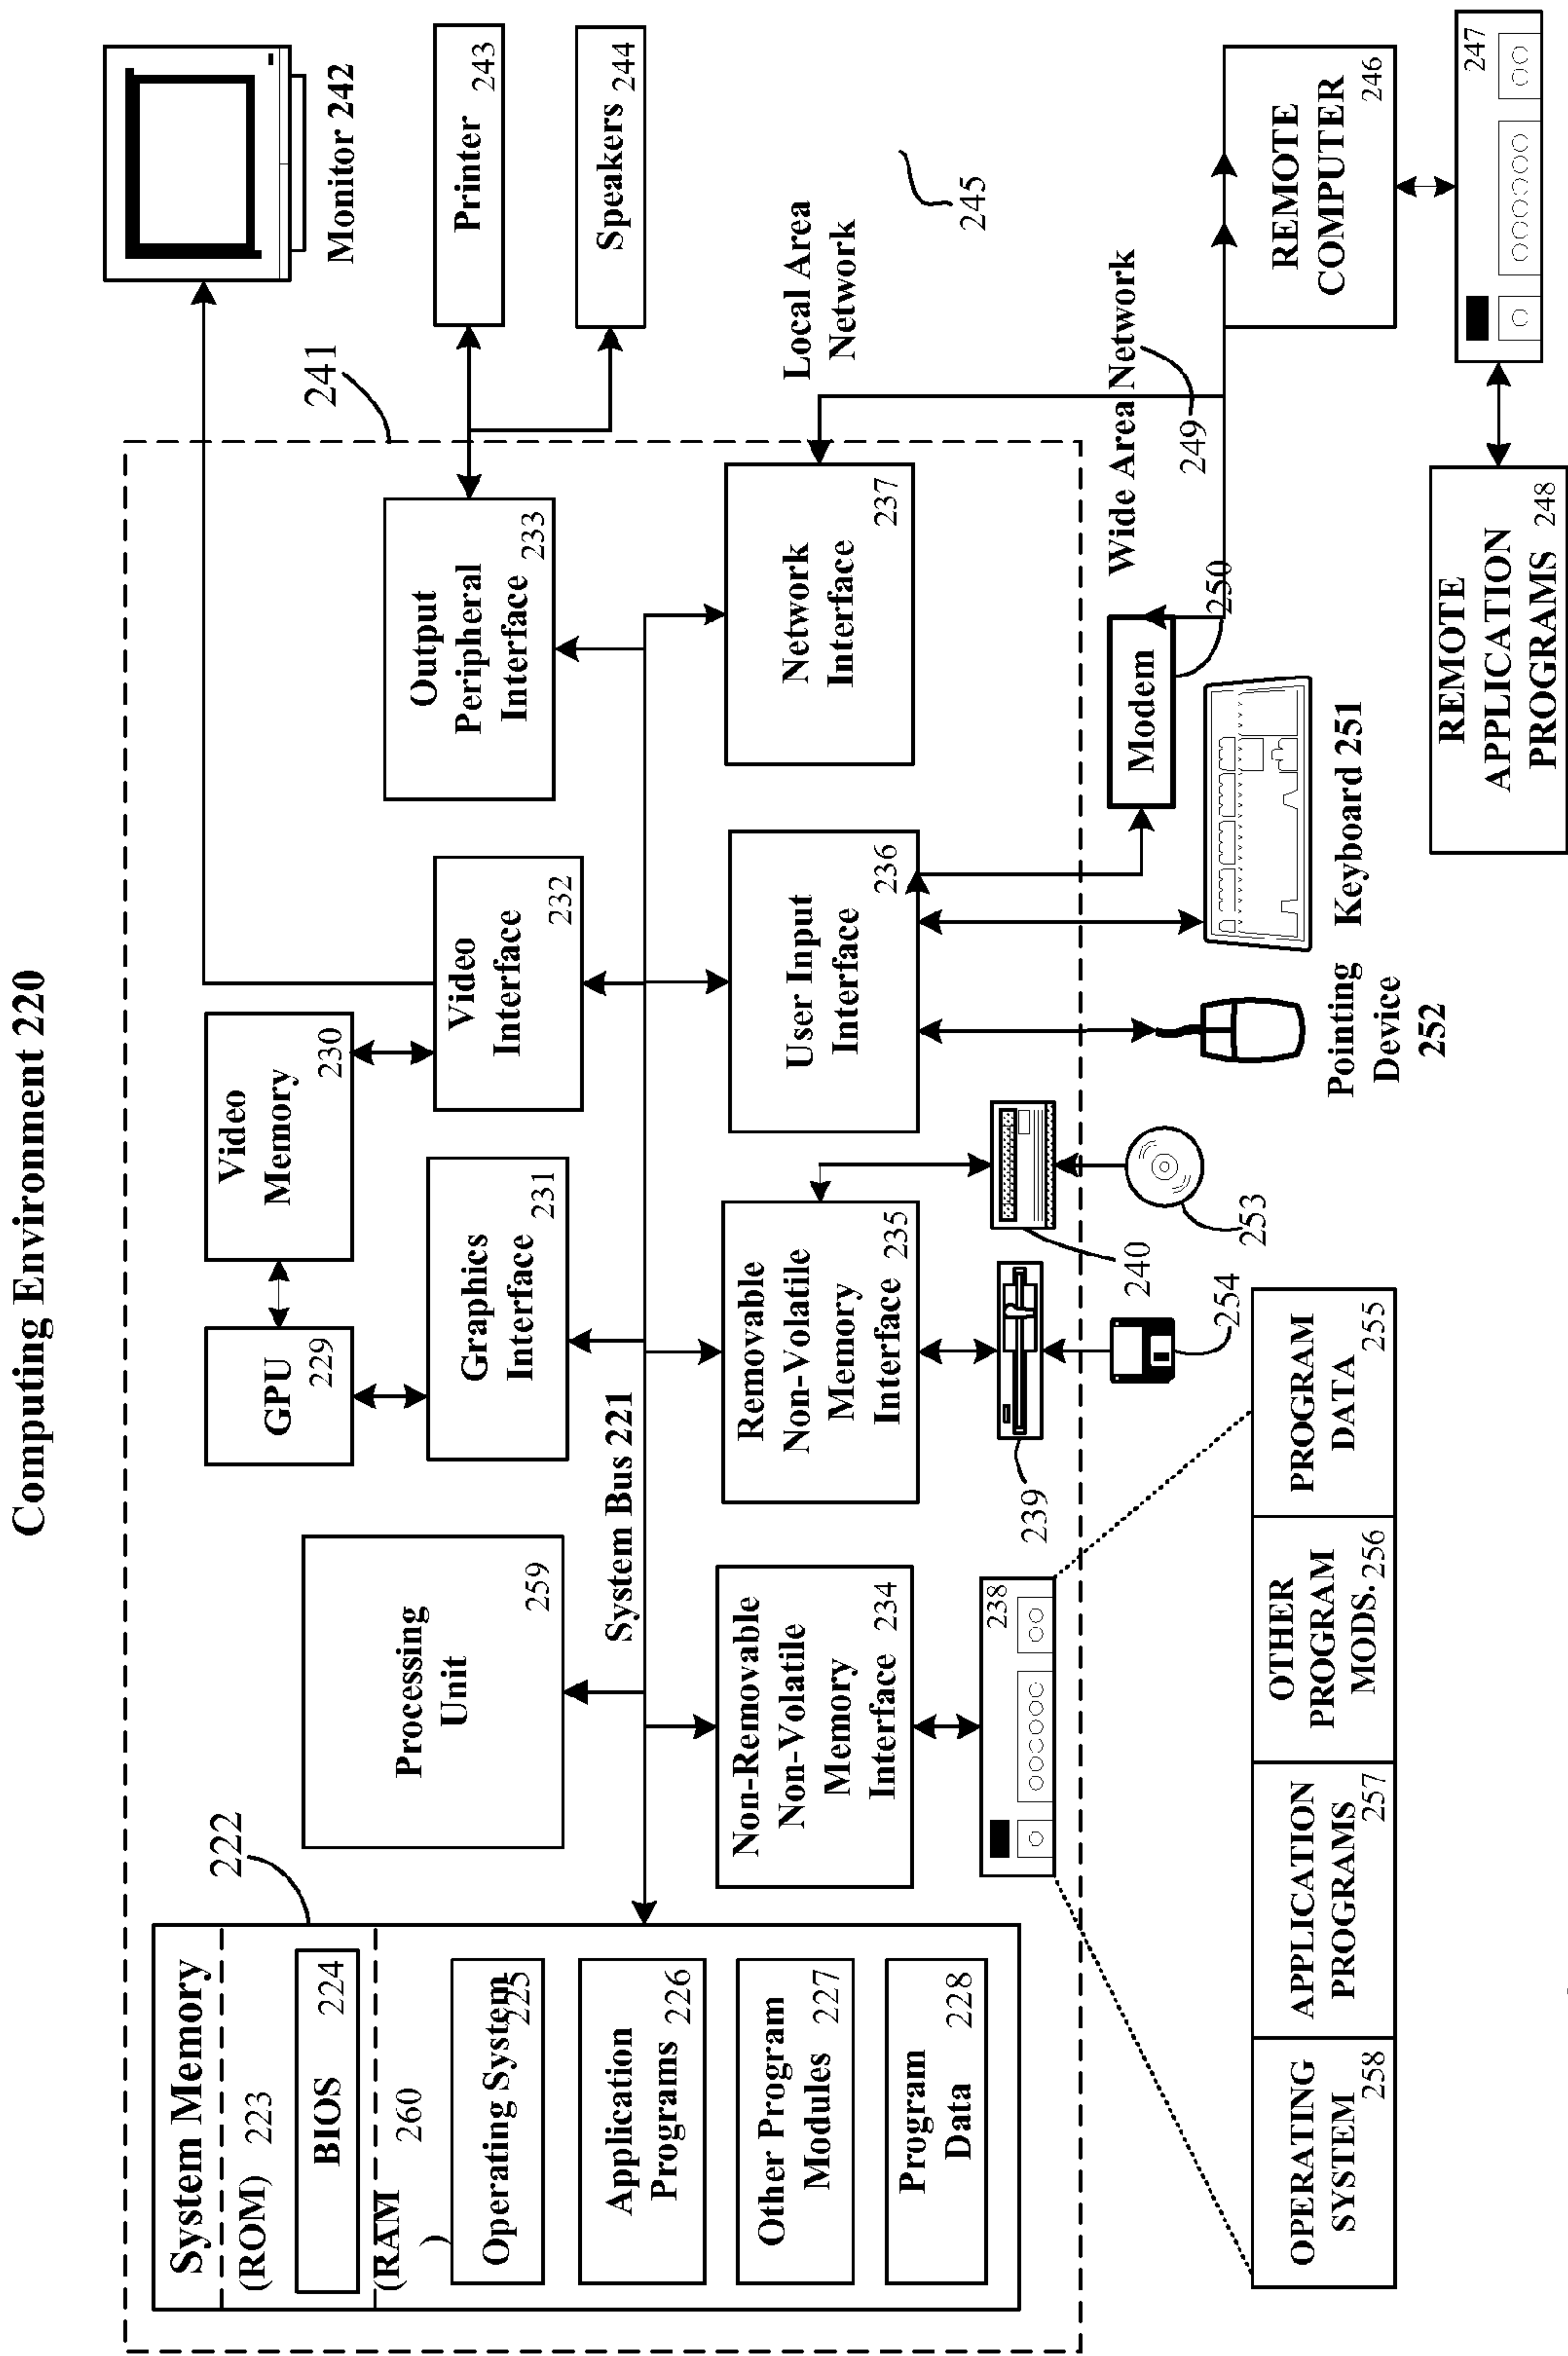 Computing Environment 220
241
222
System Memory
(ROM) 223
BIOS 224
(RAM
)
260
Operating System
225
Application
Programs 226
Other Program
Modules 227
Program
Data 228
Processing
Unit
259
GPU
229
Video
Memory
230
Graphics
Interface
231
Video
Interface
232
Output
Peripheral
Interface
233
System Bus 221
Non-Removable
Non-Volatile
Memory
Interface 234
Removable
Non-Volatile
Memory
Interface 235
User Input
Interface
236
Network
Interface
237
Monitor 242
Printer
243
Speakers
244
Local Area
Network
245
238
239
240
254
253
Pointing
Device
252
Keyboard 251
Modem
250
Wide Area Network
249
REMOTE
COMPUTER
246
247
REMOTE
APPLICATION
PROGRAMS 248
OPERATING
SYSTEM
258
APPLICATION
PROGRAMS
257
OTHER
PROGRAM
MODS. 256
PROGRAM
DATA
255